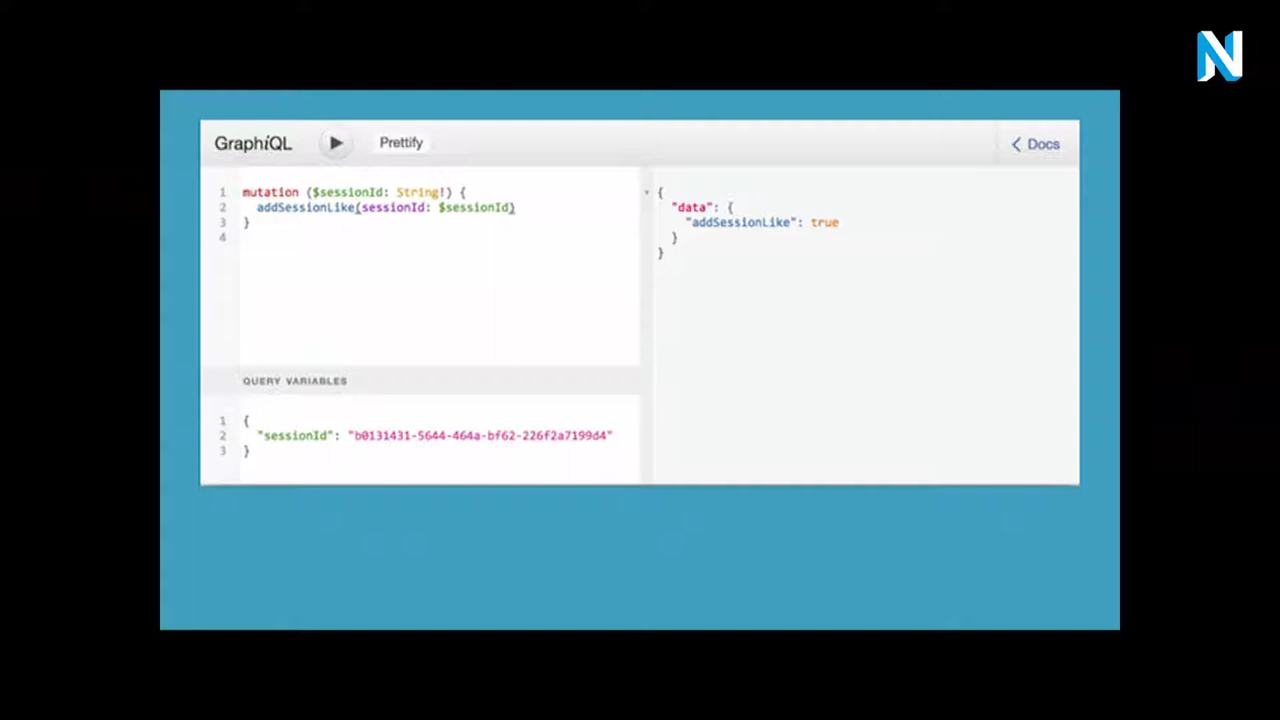 N
GraphiQL Prettify < Docs
1 mutation ($sessionId: String!) {
2 addSessionLike(sessionId: $sessionId)
3 }
4
{
"data": {
"addSessionLike": true
}
}
QUERY VARIABLES
1 {
2 "sessionId": "b0131431-5644-464a-bf62-226f2a7199d4"
3 }